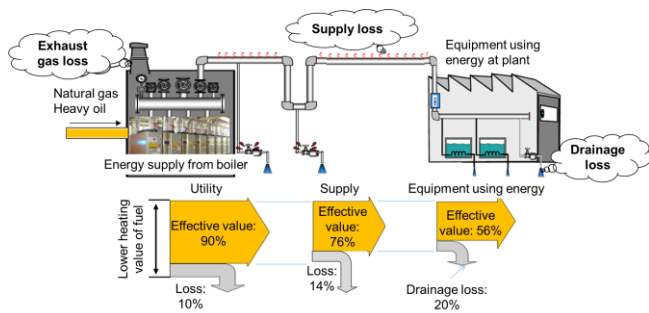 Supply loss
Exhaust
gas loss
Equipment using
energy at plant
Natural gas
Heavy oil
Energy supply from boiler
Drainage
loss
Utility
Supply
Equipment using energy
Lower heating
value of fuel
Effective value:
90%
Effective
value:
76%
Effective
value: 56%
Loss:
10%
Loss:
14%
Drainage loss:
20%